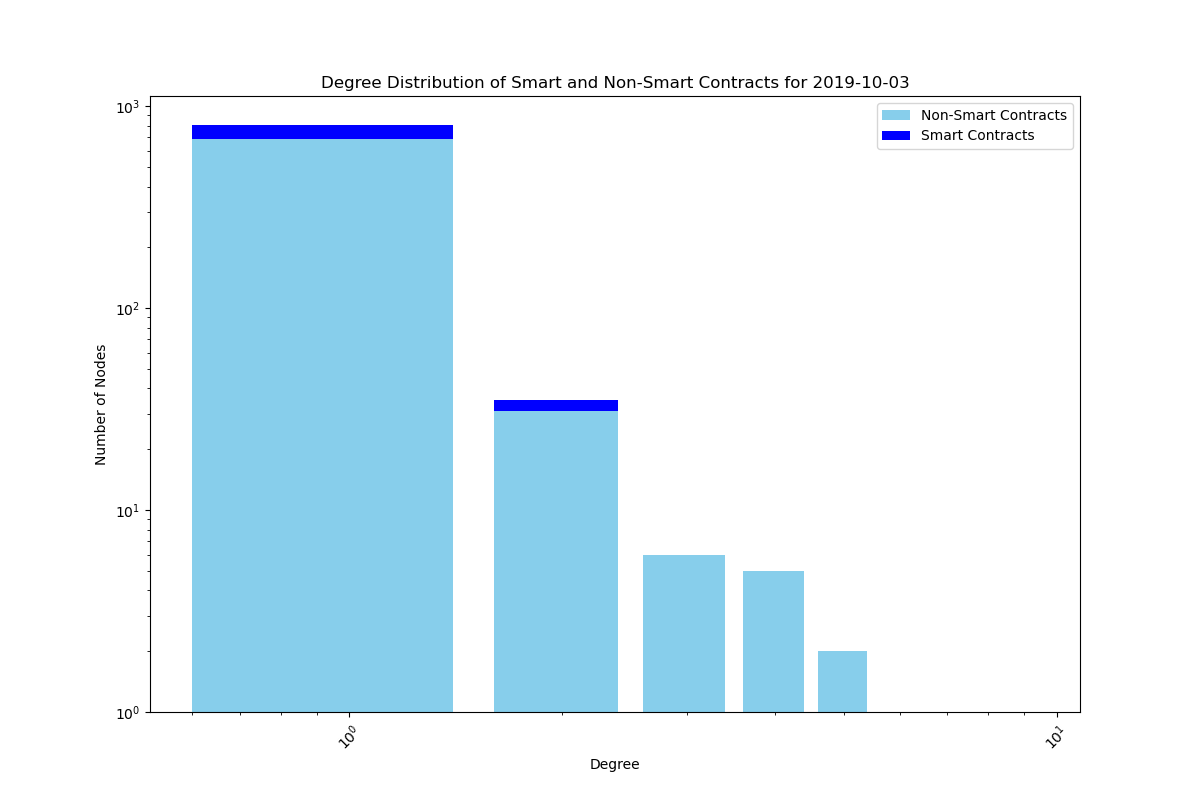 Degree Distribution of Smart and Non-Smart Contracts for 2019-10-03
Non-Smart Contracts
Smart Contracts
Number of Nodes
10³
10²
10¹
10⁰
10⁰
10¹
Degree